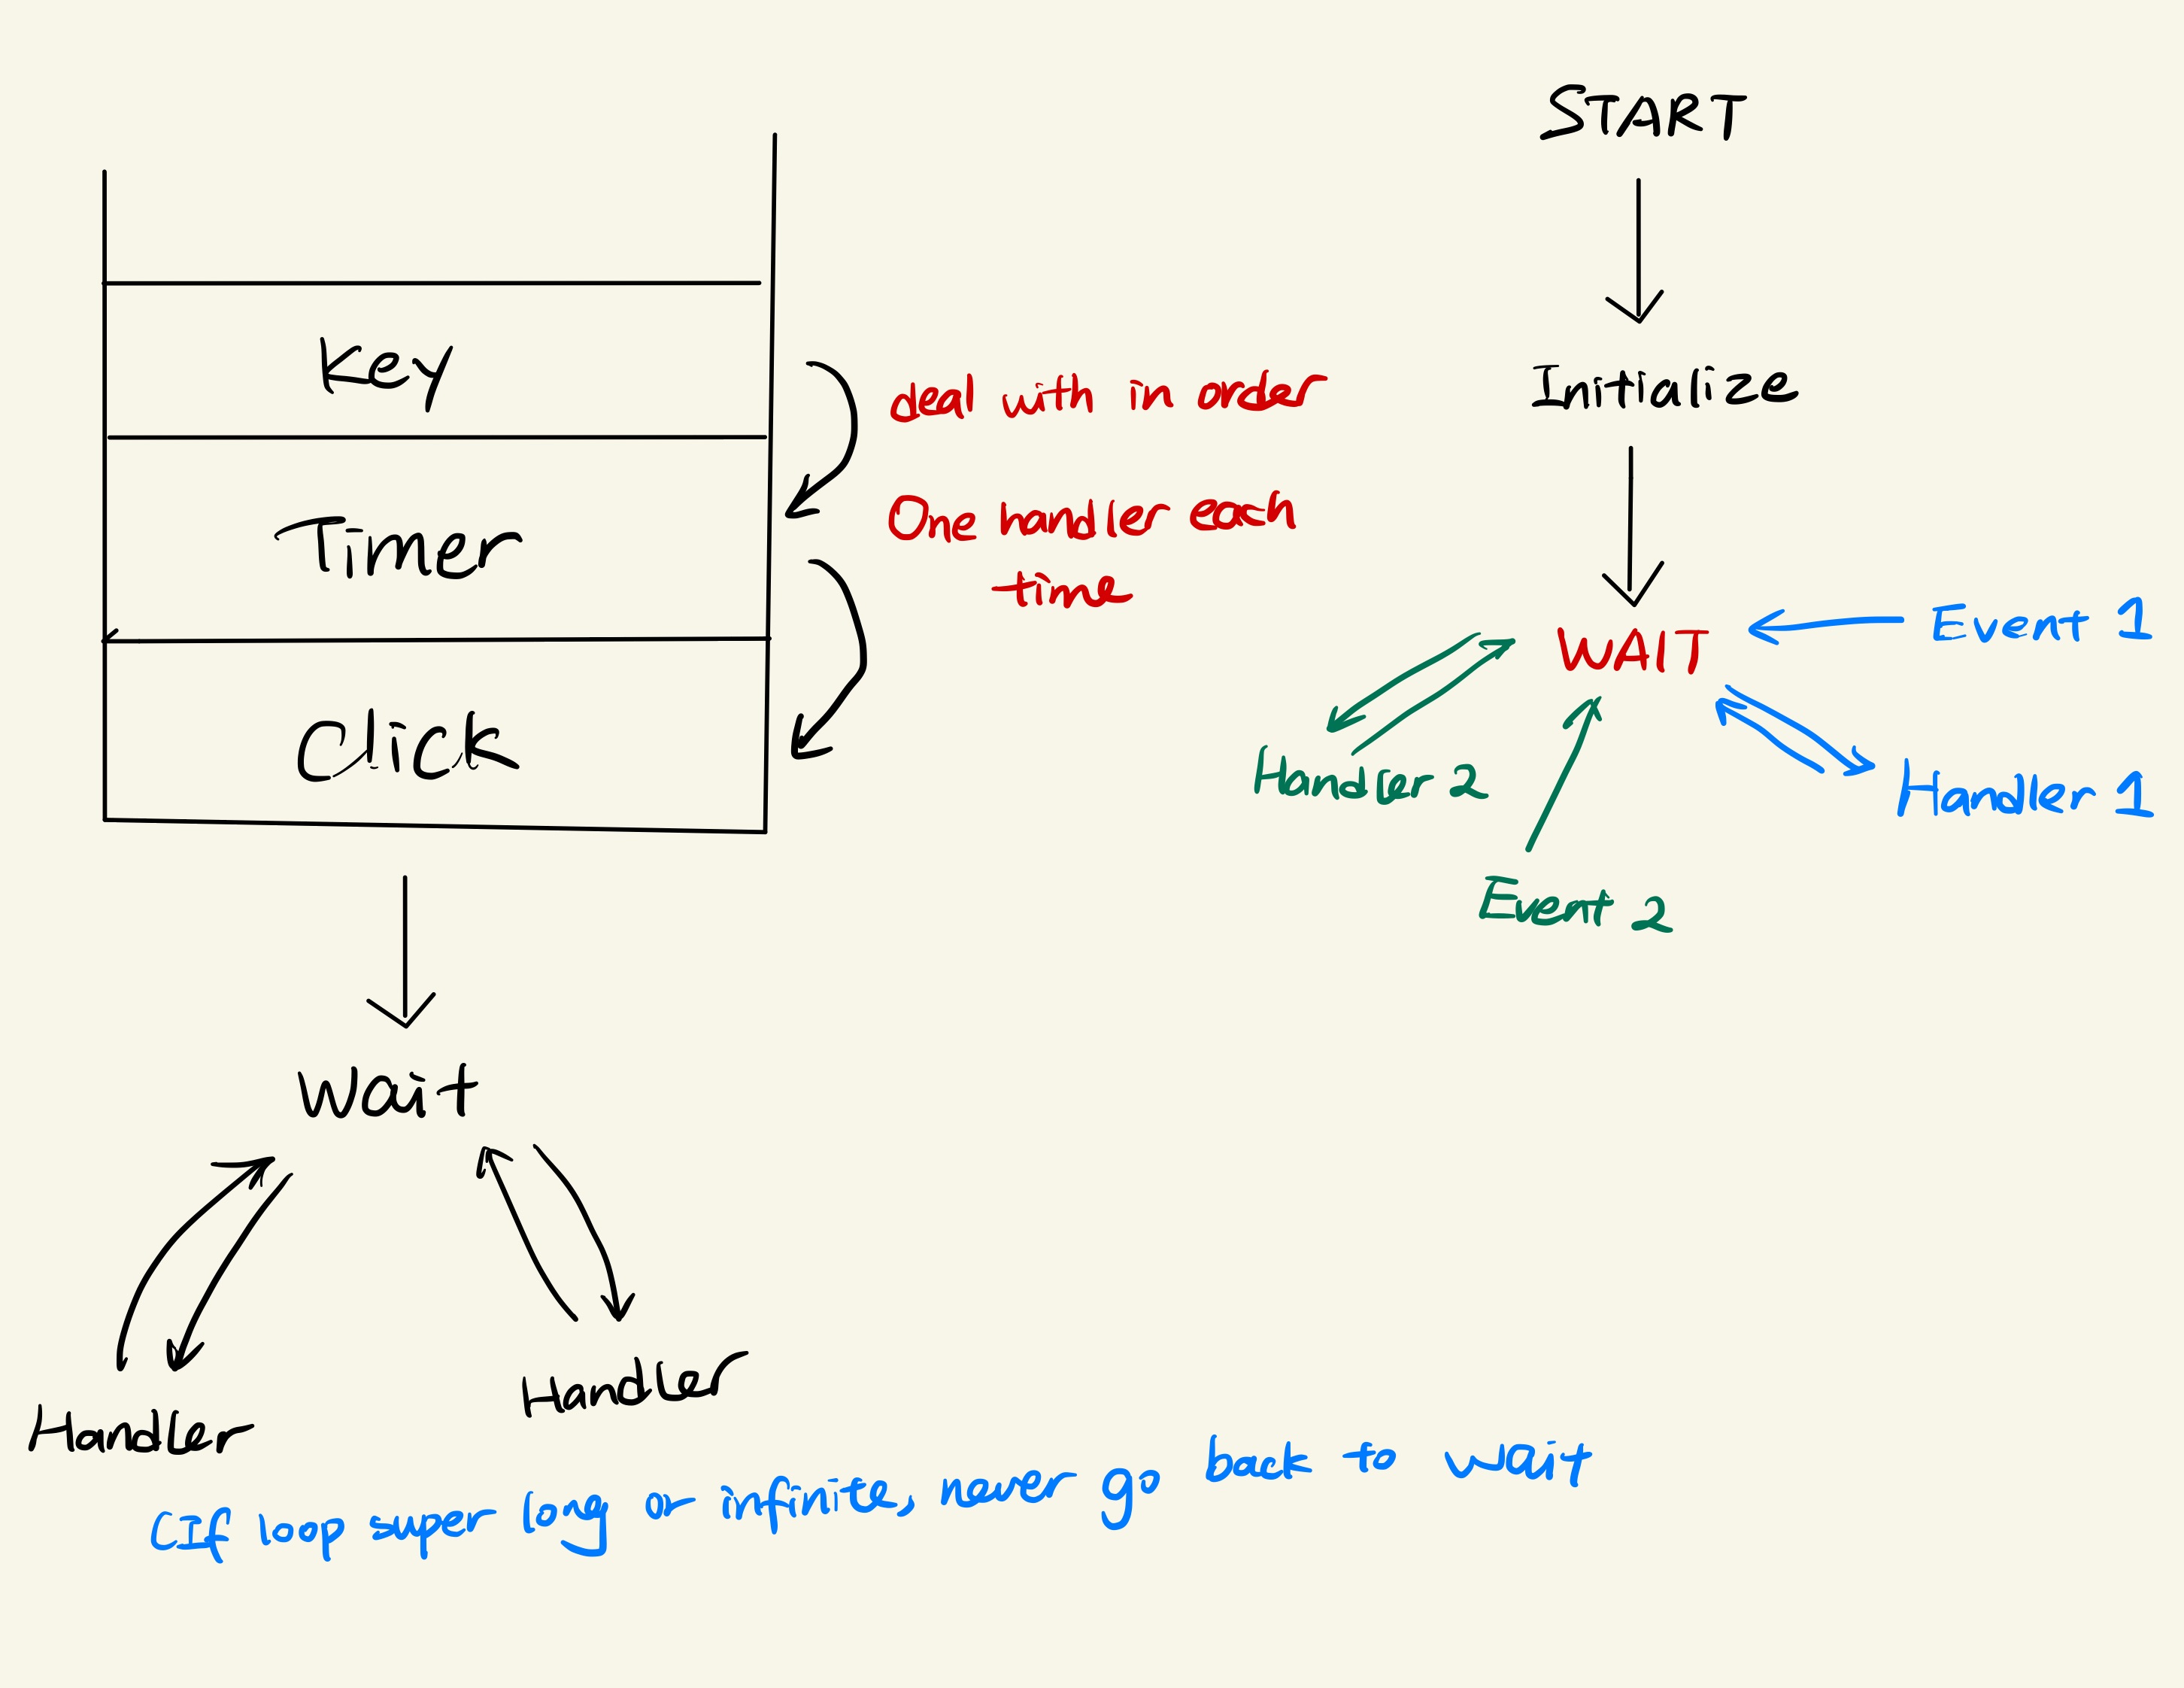 Key
Timer
Click
deal with in order
One handler each
time
Wait
Handler
Handler
START
Initialize
WAIT
Event 1
Handler 1
Handler 2
Event 2
(If loop super long or infinite, never go back to wait